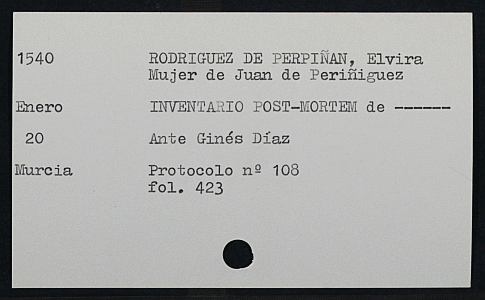 1540 RODRIGUEZ DE PERPIÑAN, Elvira
Mujer de Juan de Periñiguez
Enero INVENTARIO POST-MORTEM de ------
20 Ante Ginés Díaz
Murcia Protocolo nº 108
fol. 423